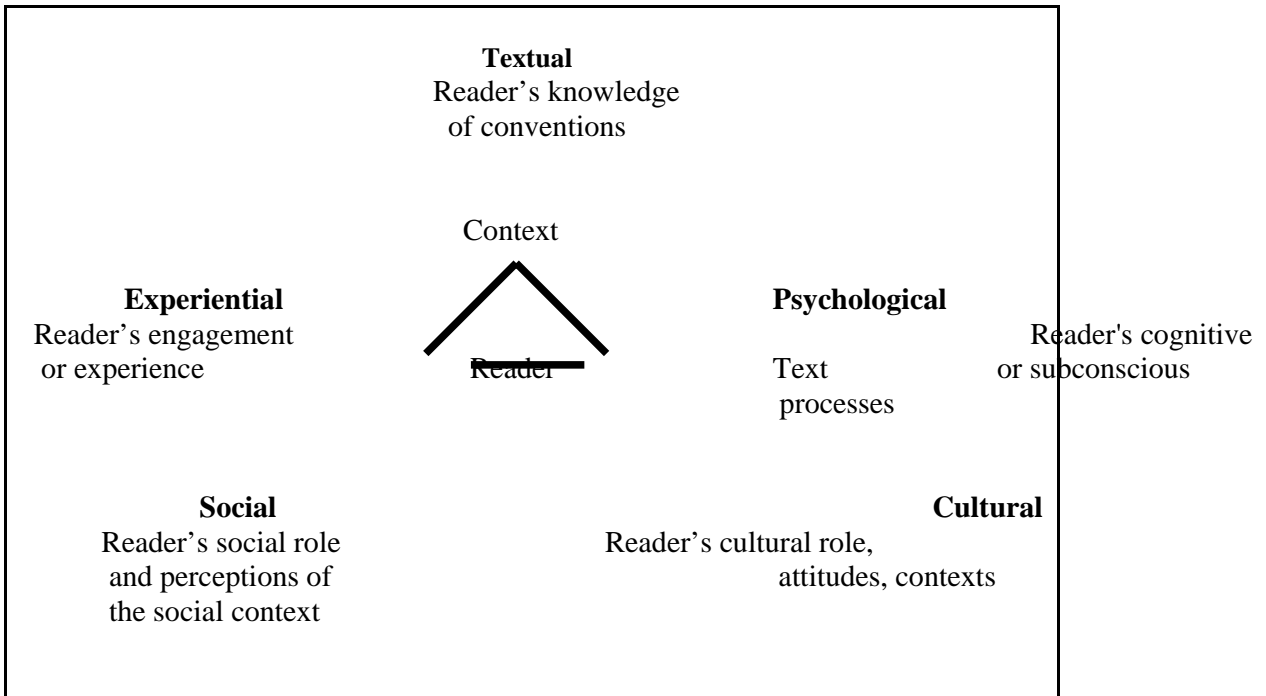 Textual
Reader’s knowledge
of conventions
Context
Experiential
Psychological
Reader’s engagement
Reader's cognitive
or experience
Reader
Text
or subconscious
processes
Social
Cultural
Reader’s social role
Reader’s cultural role,
and perceptions of
attitudes, contexts
the social context